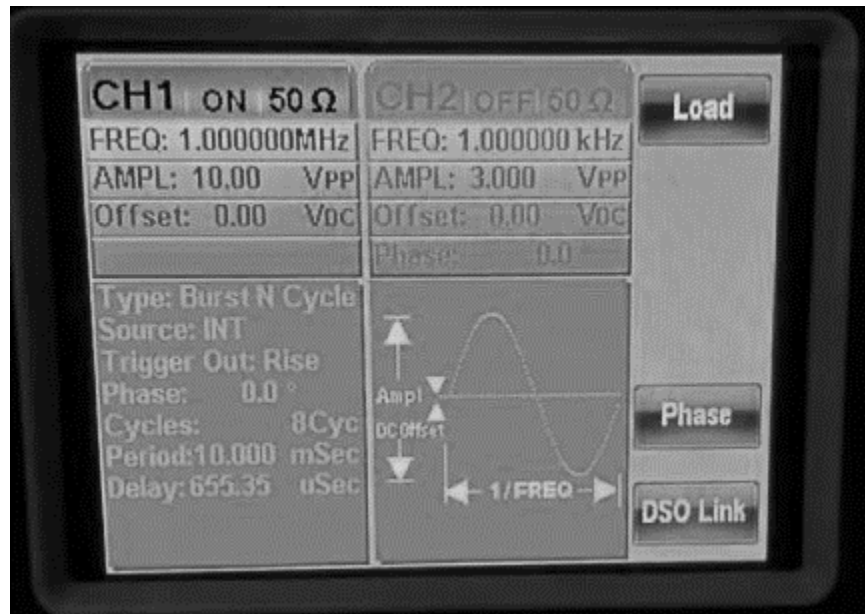 CH1 ON 50 Ω
FREQ: 1.000000MHz
AMPL: 10.00 VPP
Offset: 0.00 VDC
CH2 OFF 50 Ω
FREQ: 1.000000 kHz
AMPL: 3.000 VPP
Offset: 0.00 VDC
Phase: 0.0
Load
Type: Burst N Cycle
Source: INT
Trigger Out: Rise
Phase: 0.0 °
Cycles: 8Cyc
Period:10.000 mSec
Delay:655.35 uSec
Ampl
DC Offset
1/FREQ
Phase
DSO Link